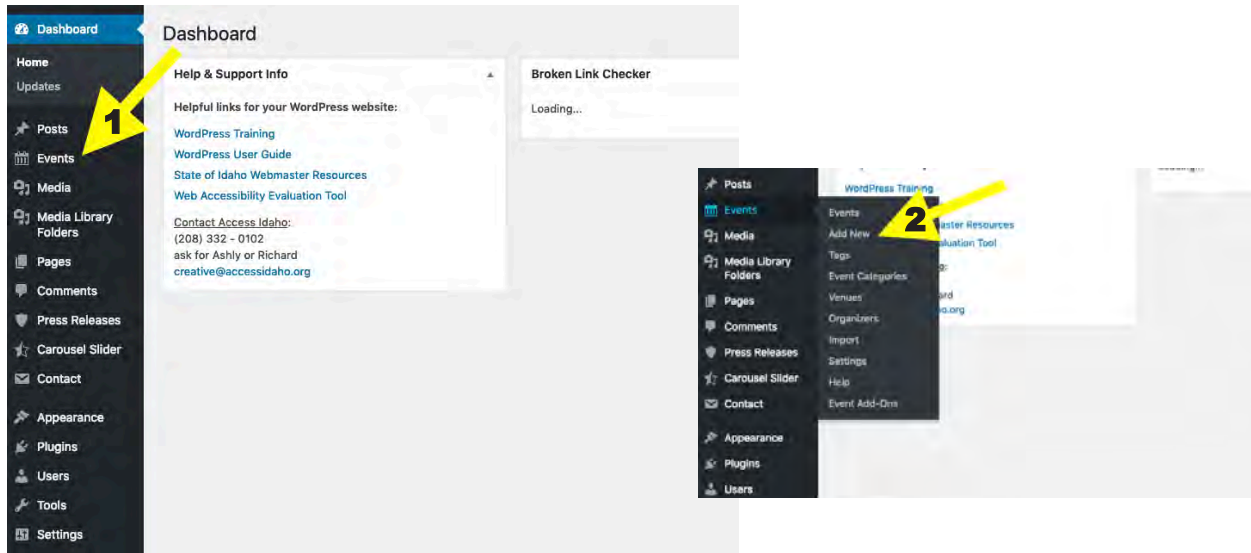 Dashboard
Home
Updates
Posts
Events
Media
Media Library
Folders
Pages
Comments
Press Releases
Carousel Slider
Contact
Appearance
Plugins
Users
Tools
Settings
1
Dashboard
Help & Support Info
Helpful links for your WordPress website:
WordPress Training
WordPress User Guide
State of Idaho Webmaster Resources
Web Accessibility Evaluation Tool
Contact Access Idaho:
(208) 332 - 0102
ask for Ashly or Richard
creative@accessidaho.org
Broken Link Checker
Loading...
Posts
Events
Media
Media Library
Folders
Pages
Comments
Press Releases
Carousel Slider
Contact
Appearance
Plugins
Users
Events
Add New
Tags
Event Categories
Venues
Organizers
Import
Settings
Help
Event Add-Ons
2
WordPress Training
Resources
Tool